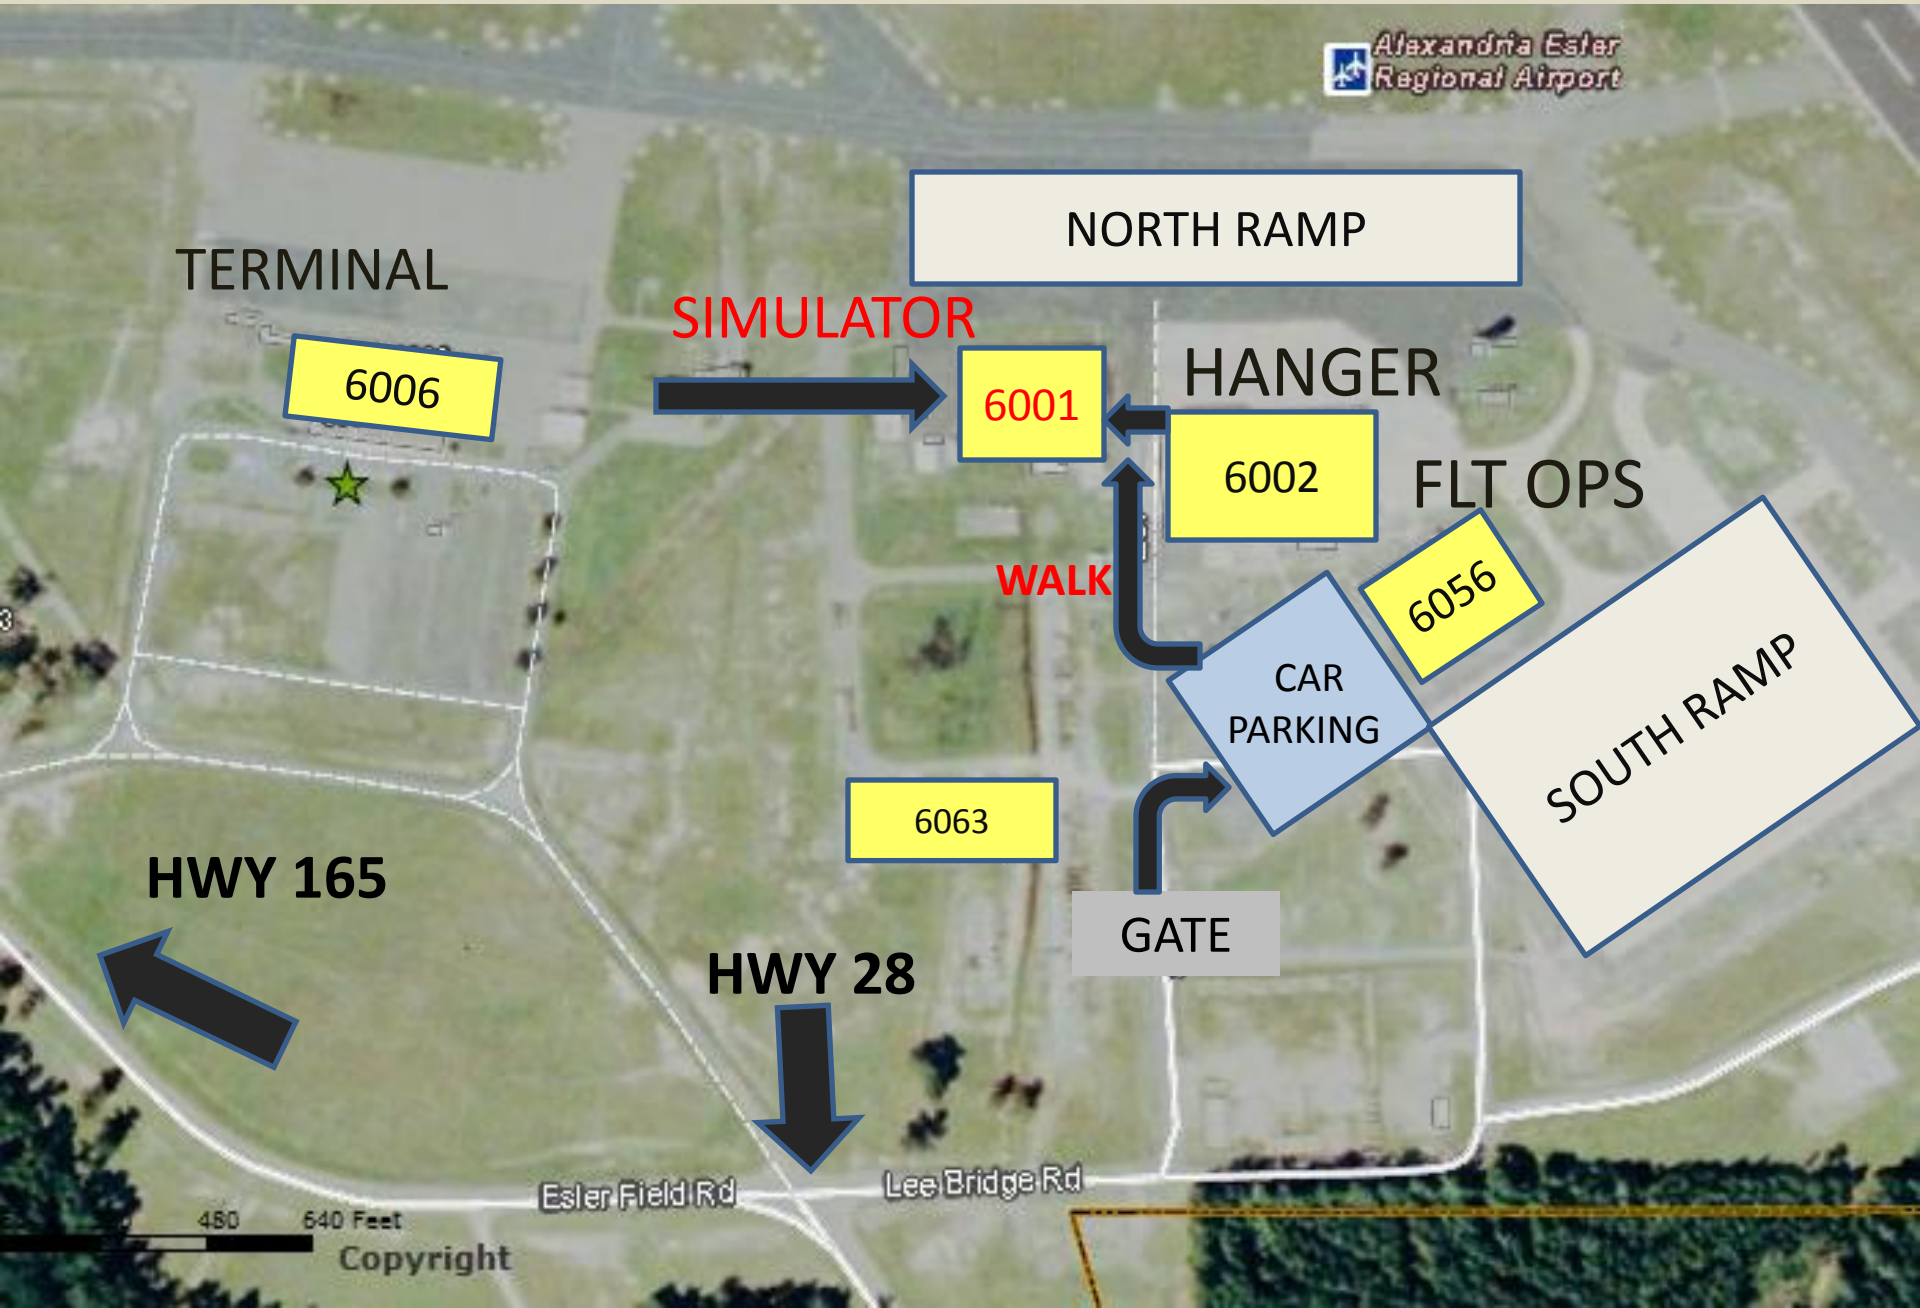 Alexandria Esler
Regional Airport
NORTH RAMP
TERMINAL
SIMULATOR
HANGER
6006
6001
6002
FLT OPS
WALK
6056
3
CAR
PARKING
SOUTH RAMP
6063
HWY 165
GATE
HWY 28
Esler Field Rd
Lee Bridge Rd
480
640 Feet
Copyright